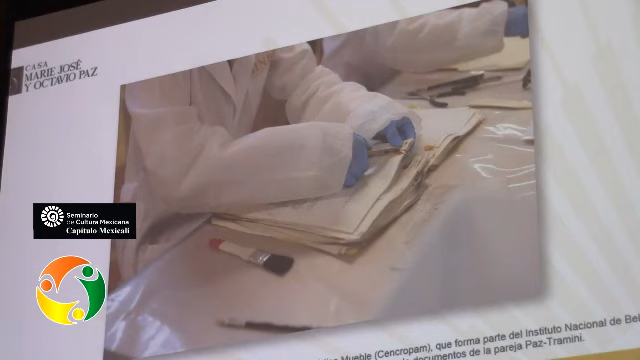 CASA
MARIE JOSÉ
Y OCTAVIO PAZ
Seminario
de Cultura Mexicana
Capítulo Mexicali
Mueble (Cencropam), que forma parte del Instituto Nacional de Bel
documentos de la pareja Paz-Tramini.